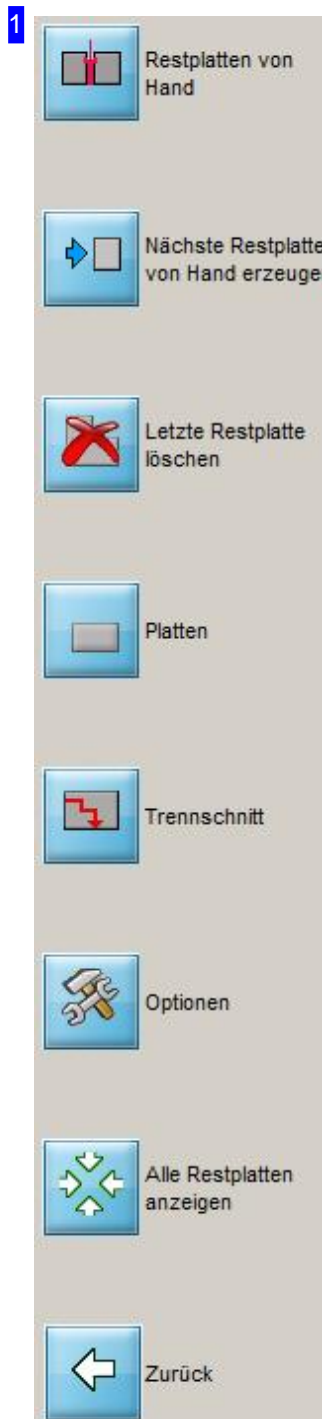 1
Restplatten von
Hand
Nächste Restplatte
von Hand erzeuge
Letzte Restplatte
löschen
Platten
Trennschnitt
Optionen
Alle Restplatten
anzeigen
Zurück